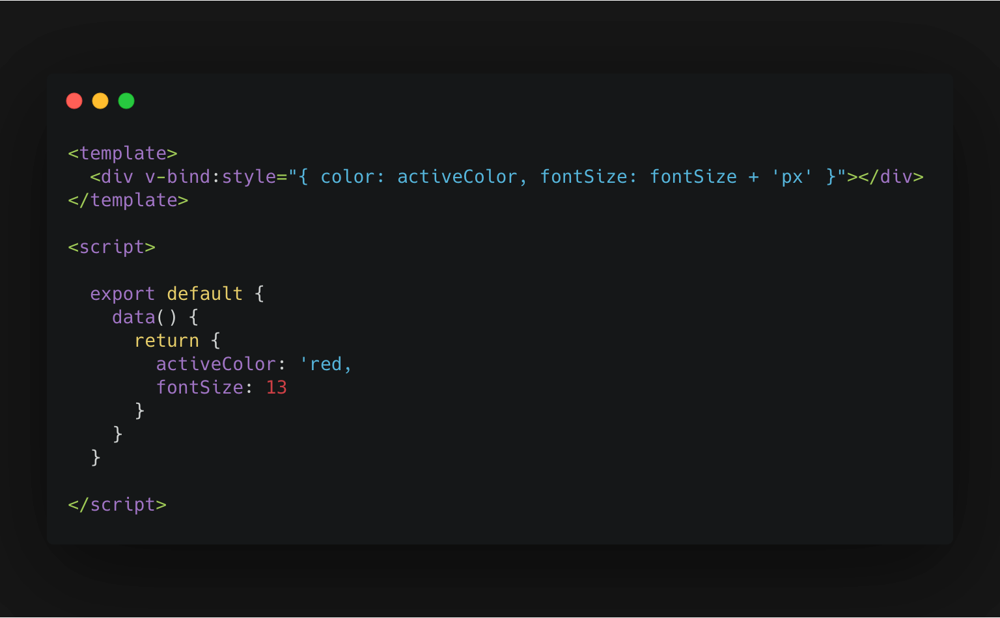 <template>
  <div v-bind:style="{ color: activeColor, fontSize: fontSize + 'px' }"></div>
</template>
<script>
  export default {
    data() {
      return {
        activeColor: 'red,
        fontSize: 13
      }
    }
  }
</script>